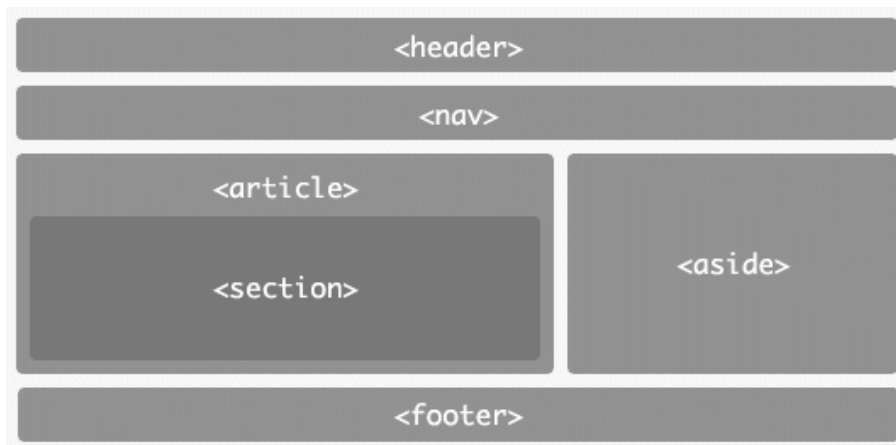 <header>
<nav>
<article>
<section>
<aside>
<footer>